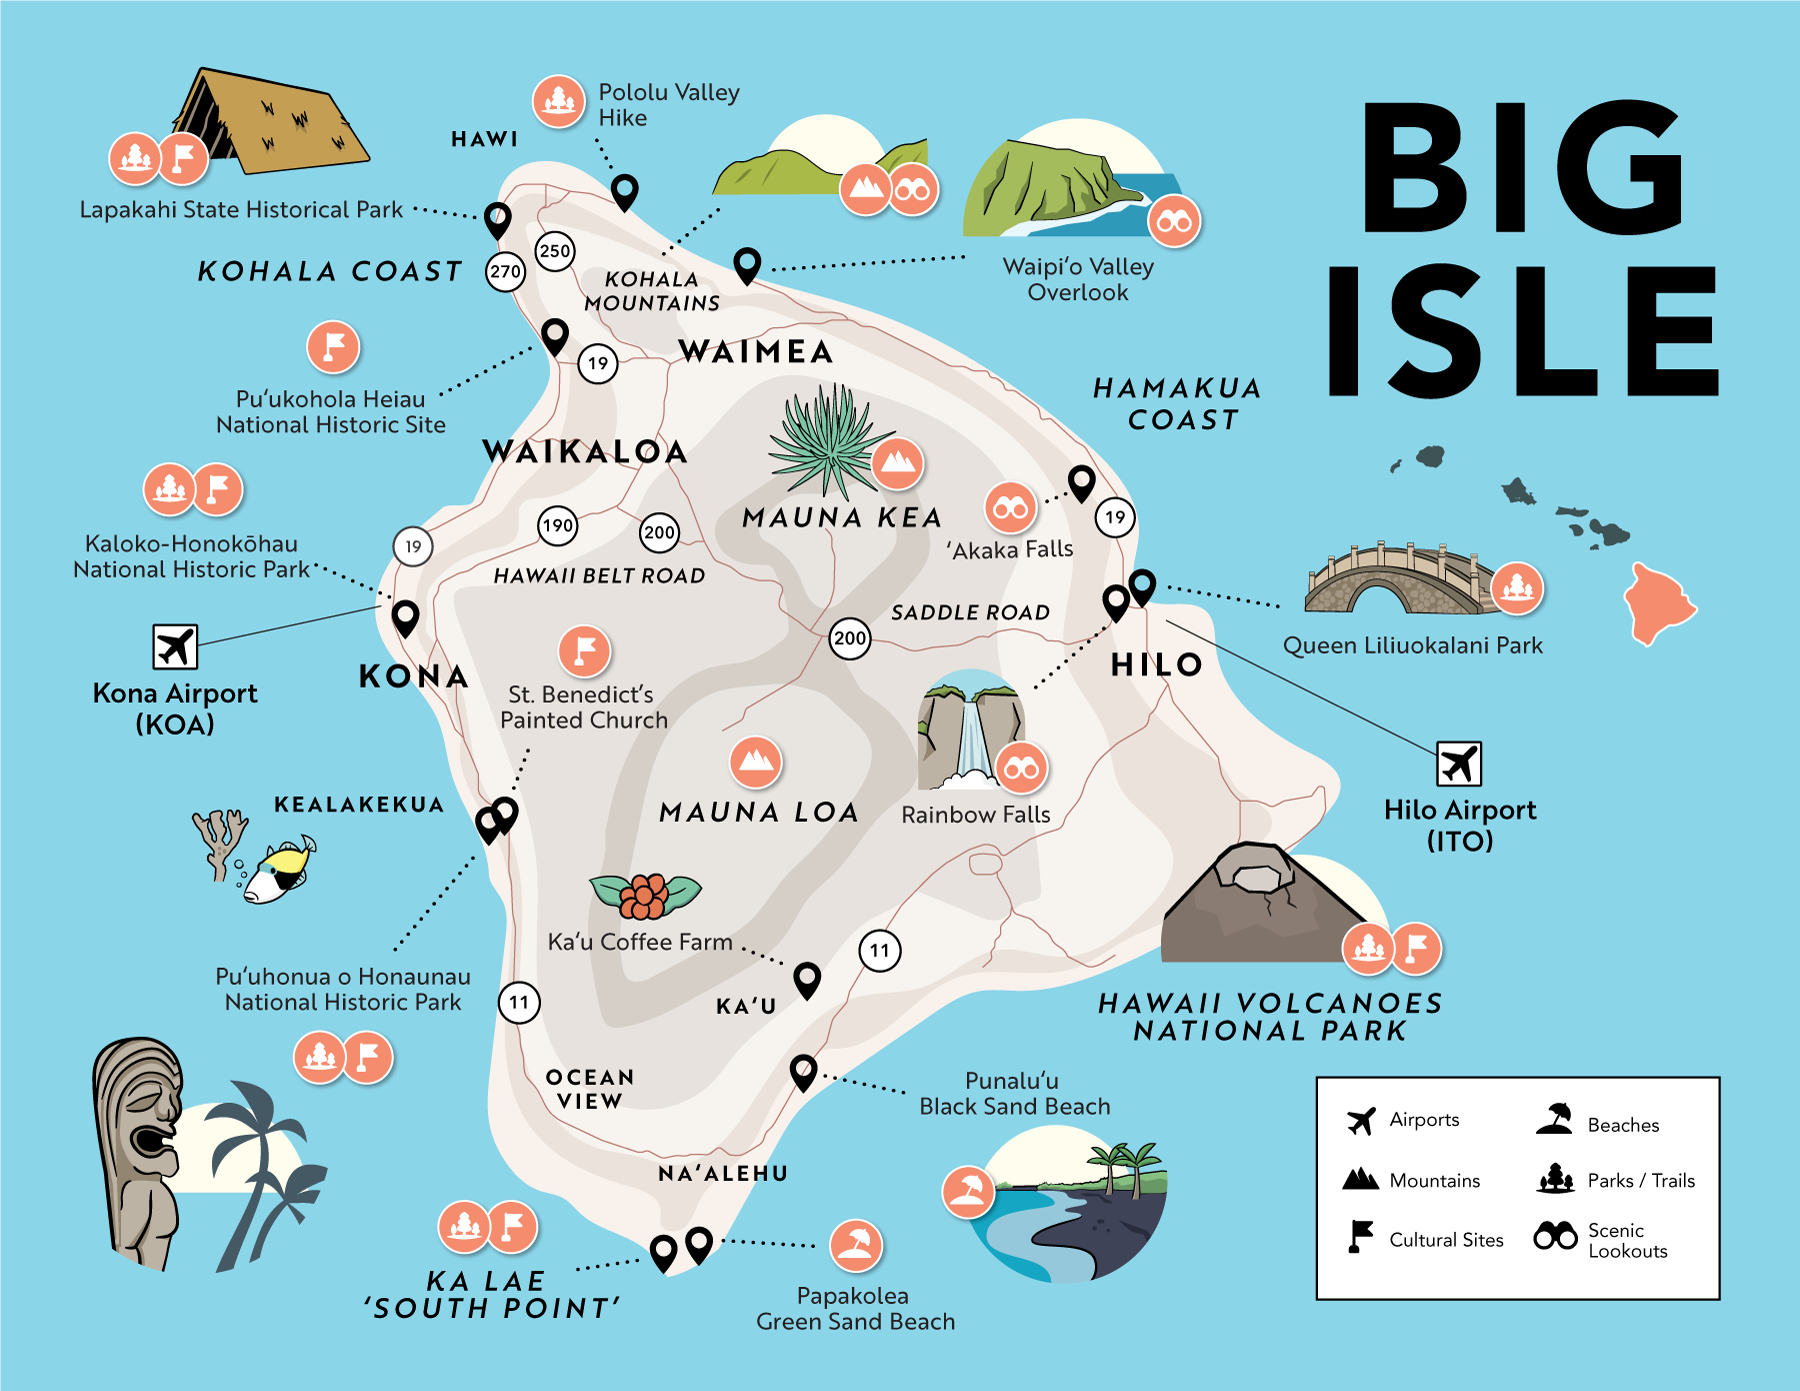 BIG
ISLE
Pololu Valley
Hike
HAWI
Lapakahi State Historical Park
KOHALA COAST
250
270
KOHALA
MOUNTAINS
Waipi‘o Valley
Overlook
Pu‘ukohola Heiau
National Historic Site
19
WAIMEA
HAMAKUA
COAST
WAIKALOA
Kaloko-Honokōhau
National Historic Park
19
190
200
HAWAII BELT ROAD
MAUNA KEA
‘Akaka Falls
19
SADDLE ROAD
200
Queen Liliuokalani Park
HILO
Kona Airport
(KOA)
KONA
St. Benedict’s
Painted Church
MAUNA LOA
Rainbow Falls
Hilo Airport
(ITO)
KEALAKEKUA
Ka‘u Coffee Farm
11
KA‘U
Pu‘uhonua o Honaunau
National Historic Park
11
HAWAII VOLCANOES
NATIONAL PARK
OCEAN
VIEW
Punalu‘u
Black Sand Beach
NA‘ALEHU
KA LAE
‘SOUTH POINT’
Papakolea
Green Sand Beach
Airports
Beaches
Mountains
Parks / Trails
Cultural Sites
Scenic
Lookouts